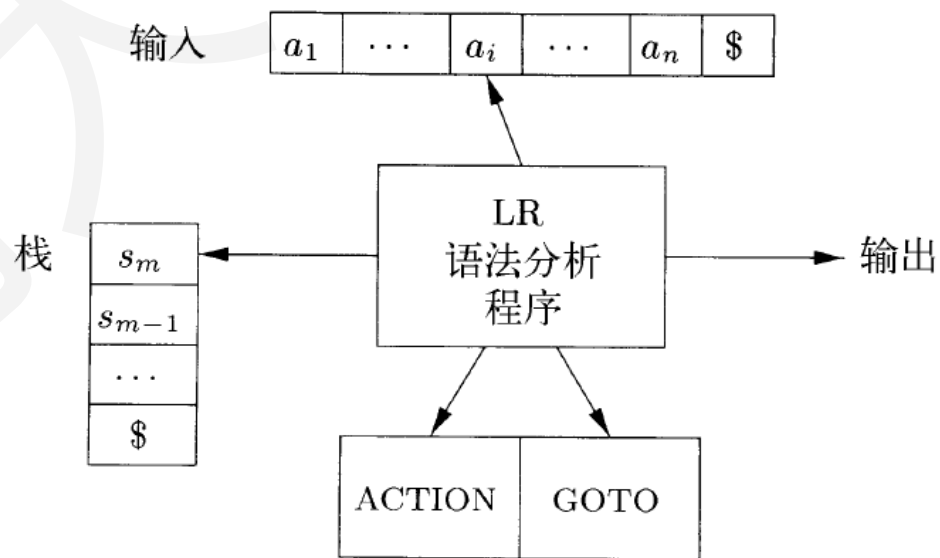 输入 a₁ ··· aᵢ ··· aₙ $
LR
语法分析
程序
栈
sₘ
sₘ₋₁
···
$
输出
ACTION GOTO